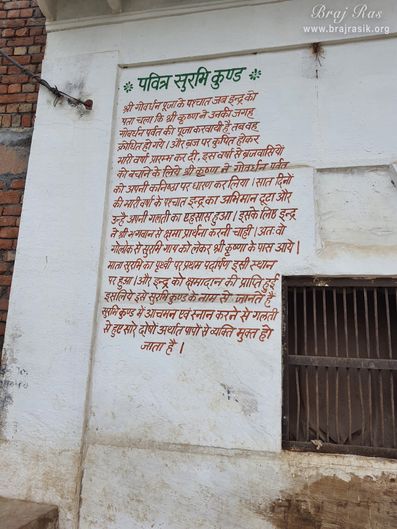 Braj Ras
www.brajrasik.org
पवित्र सुरभि कुण्ड
श्री गोवर्धन पूजा के पश्चात जब इन्द्र को
पता चला कि श्री कृष्ण ने उनकी जगह
गोवर्धन पर्वत की पूजा करवायी है तब वह
क्रोधित हो गये । और ब्रज पर कुपित होकर
भारी वर्षा प्रारम्भ कर दी, इस वर्षा से ब्रजवासियों
को बचाने के लिये श्री कृष्ण ने गोवर्धन पर्वत
को अपनी कनिष्ठा पर धारण कर लिया । सात दिनों
की भारी वर्षा के पश्चात इन्द्र का अभिमान टूटा और
उन्हें अपनी गलती का एहसास हुआ । इसके लिए इन्द्र
ने श्री भगवान से क्षमा प्रार्थना करनी चाही । अतः वो
गोलोक से सुरभि गाय को लेकर श्री कृष्ण के पास आये ।
माता सुरभि का पृथ्वी पर प्रथम पदार्पण इसी स्थान
पर हुआ । और इन्द्र को क्षमादान की प्राप्ति हुई
इसलिये इसे सुरभि कुण्ड के नाम से जानते हैं
सुरभि कुण्ड में आचमन एवं स्नान करने से गलती
से हुए सारे दोषों अर्थात पापों से व्यक्ति मुक्त हो
जाता है ।